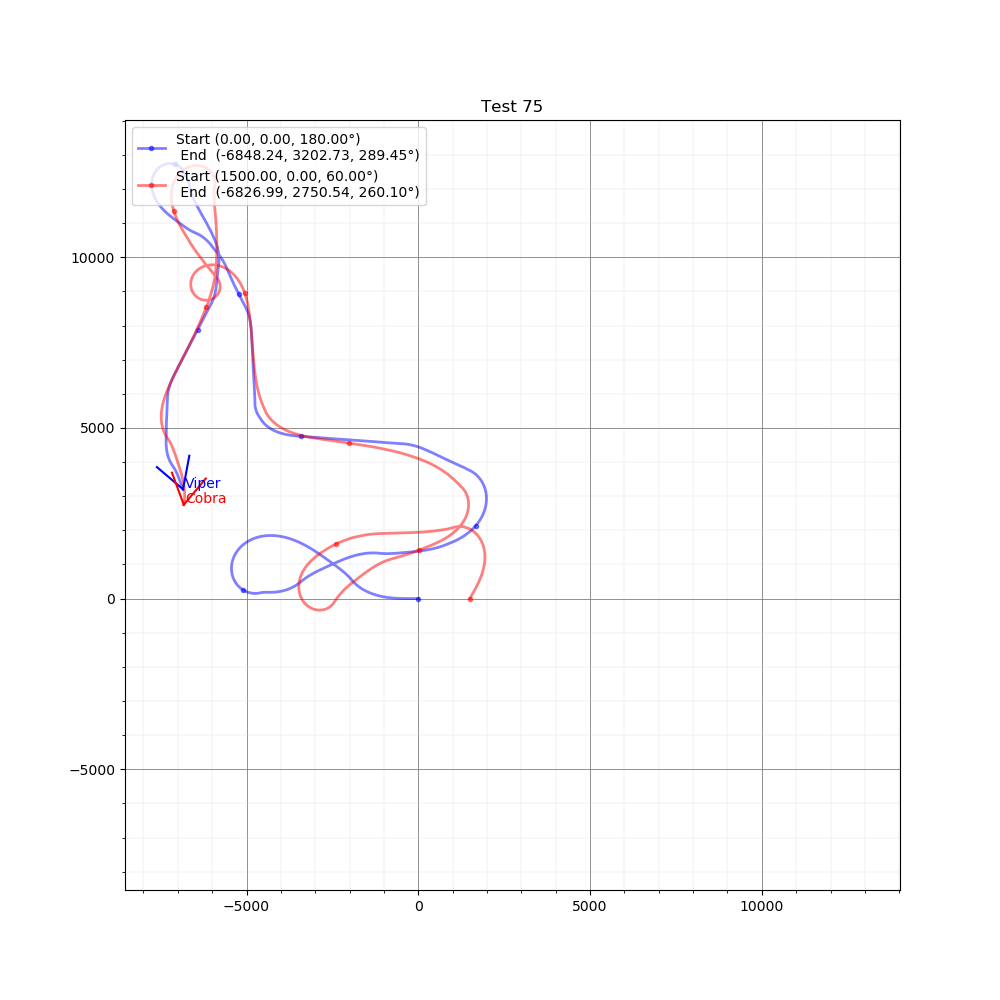 Test 75
Start (0.00, 0.00, 180.00°)
End  (-6848.24, 3202.73, 289.45°)
Start (1500.00, 0.00, 60.00°)
End  (-6826.99, 2750.54, 260.10°)
10000
5000
0
−5000
Viper
Cobra
−5000
0
5000
10000